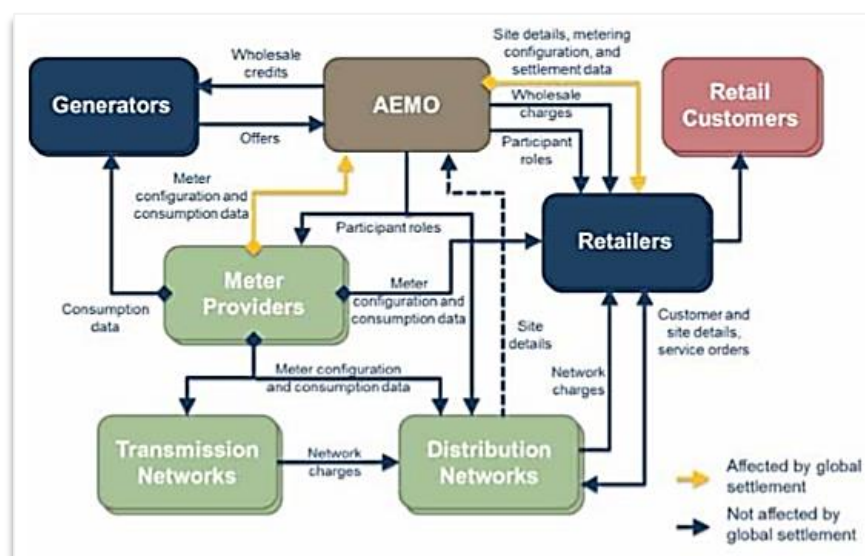 Wholesale
credits
Generators
Offers
AEMO
Site details, metering
configuration, and
settlement data
Wholesale
charges
Participant
roles
Retail
Customers
Meter
configuration and
consumption data
Participant roles
Retailers
Meter
Providers
Consumption
data
Meter
configuration and
consumption data
Site
details
Customer and
site details,
service orders
Network
charges
Meter configuration
and consumption data
Transmission
Networks
Network
charges
Distribution
Networks
Affected by global
settlement
Not affected by
global settlement